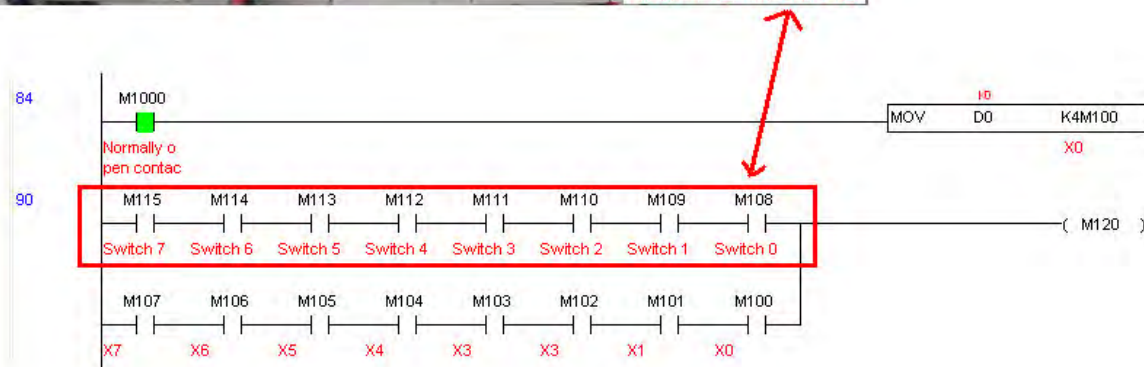 84 M1000 K0
MOV D0 K4M100
Normally o X0
pen contac
90 M115 M114 M113 M112 M111 M110 M109 M108
( M120 )
Switch 7 Switch 6 Switch 5 Switch 4 Switch 3 Switch 2 Switch 1 Switch 0
M107 M106 M105 M104 M103 M102 M101 M100
X7 X6 X5 X4 X3 X3 X1 X0